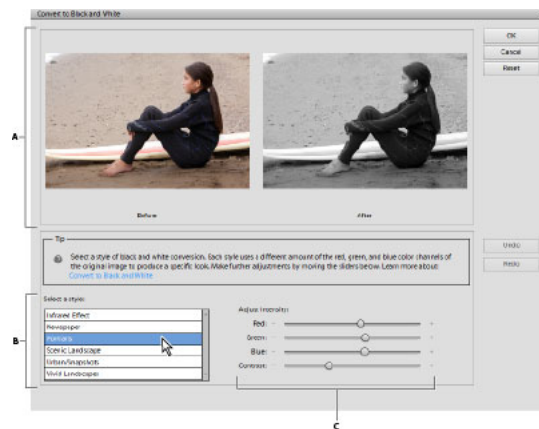 Convert to Black and White
OK
Cancel
Reset
A
Before
After
Tip
Select a style of black and white conversion. Each style uses a different amount of the red, green, and blue color channels of
the original image to produce a specific look. Make further adjustments by moving the sliders below. Learn more about:
Convert to Black and White
Undo
Redo
Select a style:
Infrared Effect
Newspaper
Portraits
Scenic Landscape
Urban/Snapshots
Vivid Landscapes
B
Adjust Intensity:
Red:
Green:
Blue:
Contrast:
C